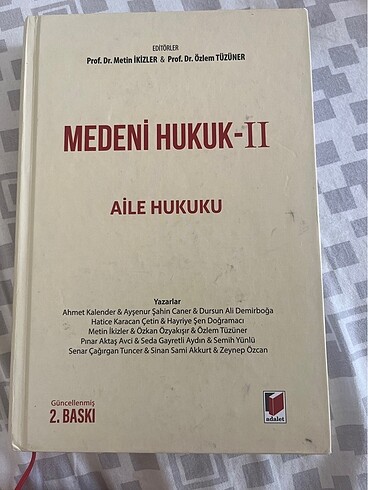 EDİTÖRLER
Prof. Dr. Metin İKİZLER & Prof. Dr. Özlem TÜZÜNER
MEDENİ HUKUK-II
AİLE HUKUKU
Yazarlar
Ahmet Kalender & Ayşenur Şahin Caner & Dursun Ali Demirboğa
Hatice Karacan Çetin & Hayriye Şen Doğramacı
Metin İkizler & Özkan Özyakışır & Özlem Tüzüner
Pınar Aktaş Avci & Seda Gayretli Aydın & Semih Yünlü
Senar Çağırgan Tuncer & Sinan Sami Akkurt & Zeynep Özcan
Güncellenmiş
2. BASKI
adalet